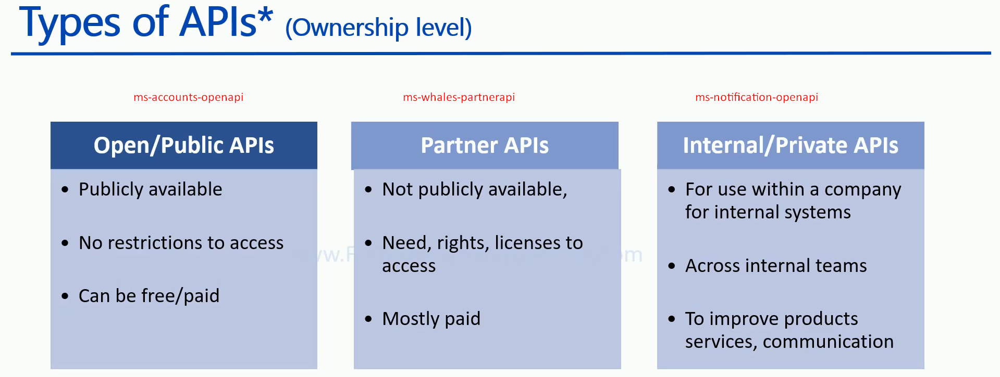 Types of APIs* (Ownership level)
ms-accounts-openapi
ms-whales-partnerapi
ms-notification-openapi
Open/Public APIs
• Publicly available
• No restrictions to access
• Can be free/paid
Partner APIs
• Not publicly available,
• Need, rights, licenses to
access
• Mostly paid
Internal/Private APIs
• For use within a company
for internal systems
• Across internal teams
• To improve products
services, communication